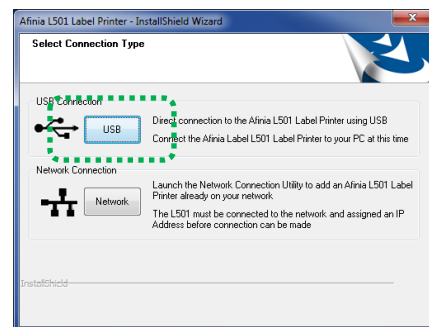 Afinia L501 Label Printer - InstallShield Wizard
Select Connection Type
USB Connection
USB
Direct connection to the Afinia L501 Label Printer using USB
Connect the Afinia Label L501 Label Printer to your PC at this time
Network Connection
Network
Launch the Network Connection Utility to add an Afinia L501 Label
Printer already on your network
The L501 must be connected to the network and assigned an IP
Address before connection can be made
InstallShield